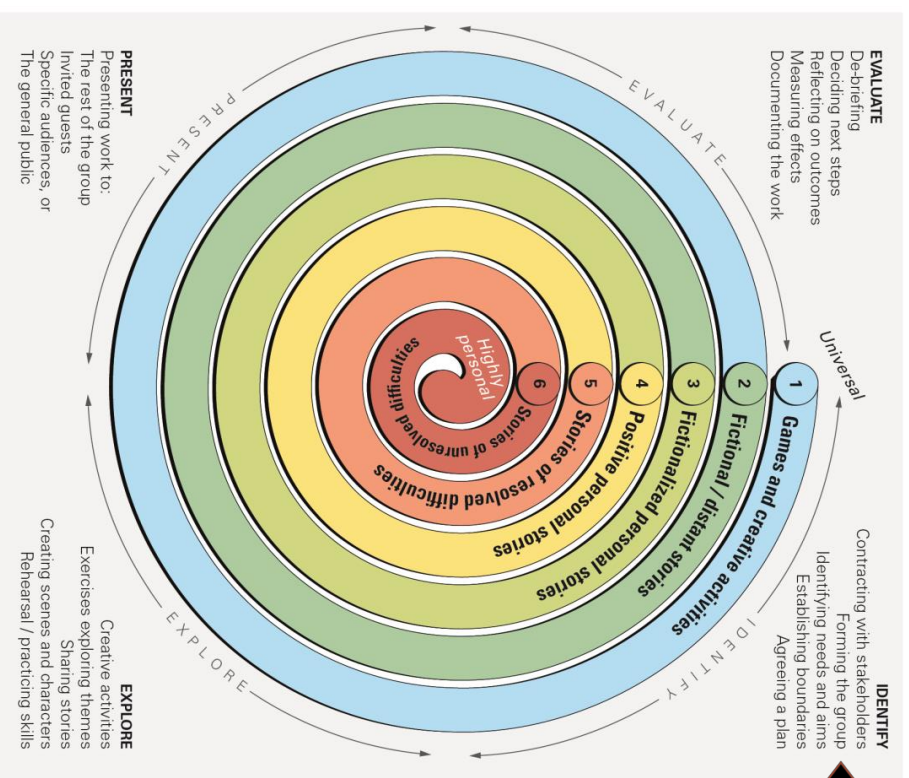 EVALUATE
De-briefing
Deciding next steps
Reflecting on outcomes
Measuring effects
Documenting the work
IDENTIFY
Contracting with stakeholders
Forming the group
Identifying needs and aims
Establishing boundaries
Agreeing a plan
EVALUATE
Universal
IDENTIFY
1 Games and creative activities
2 Fictional / distant stories
3 Fictionalized personal stories
4 Positive personal stories
5 Stories of resolved difficulties
6 Stories of unresolved difficulties
Highly
personal
PRESENT
EXPLORE
PRESENT
Presenting work to:
The rest of the group
Invited guests
Specific audiences, or
The general public
EXPLORE
Creative activities
Exercises exploring themes
Sharing stories
Creating scenes and characters
Rehearsal / practicing skills